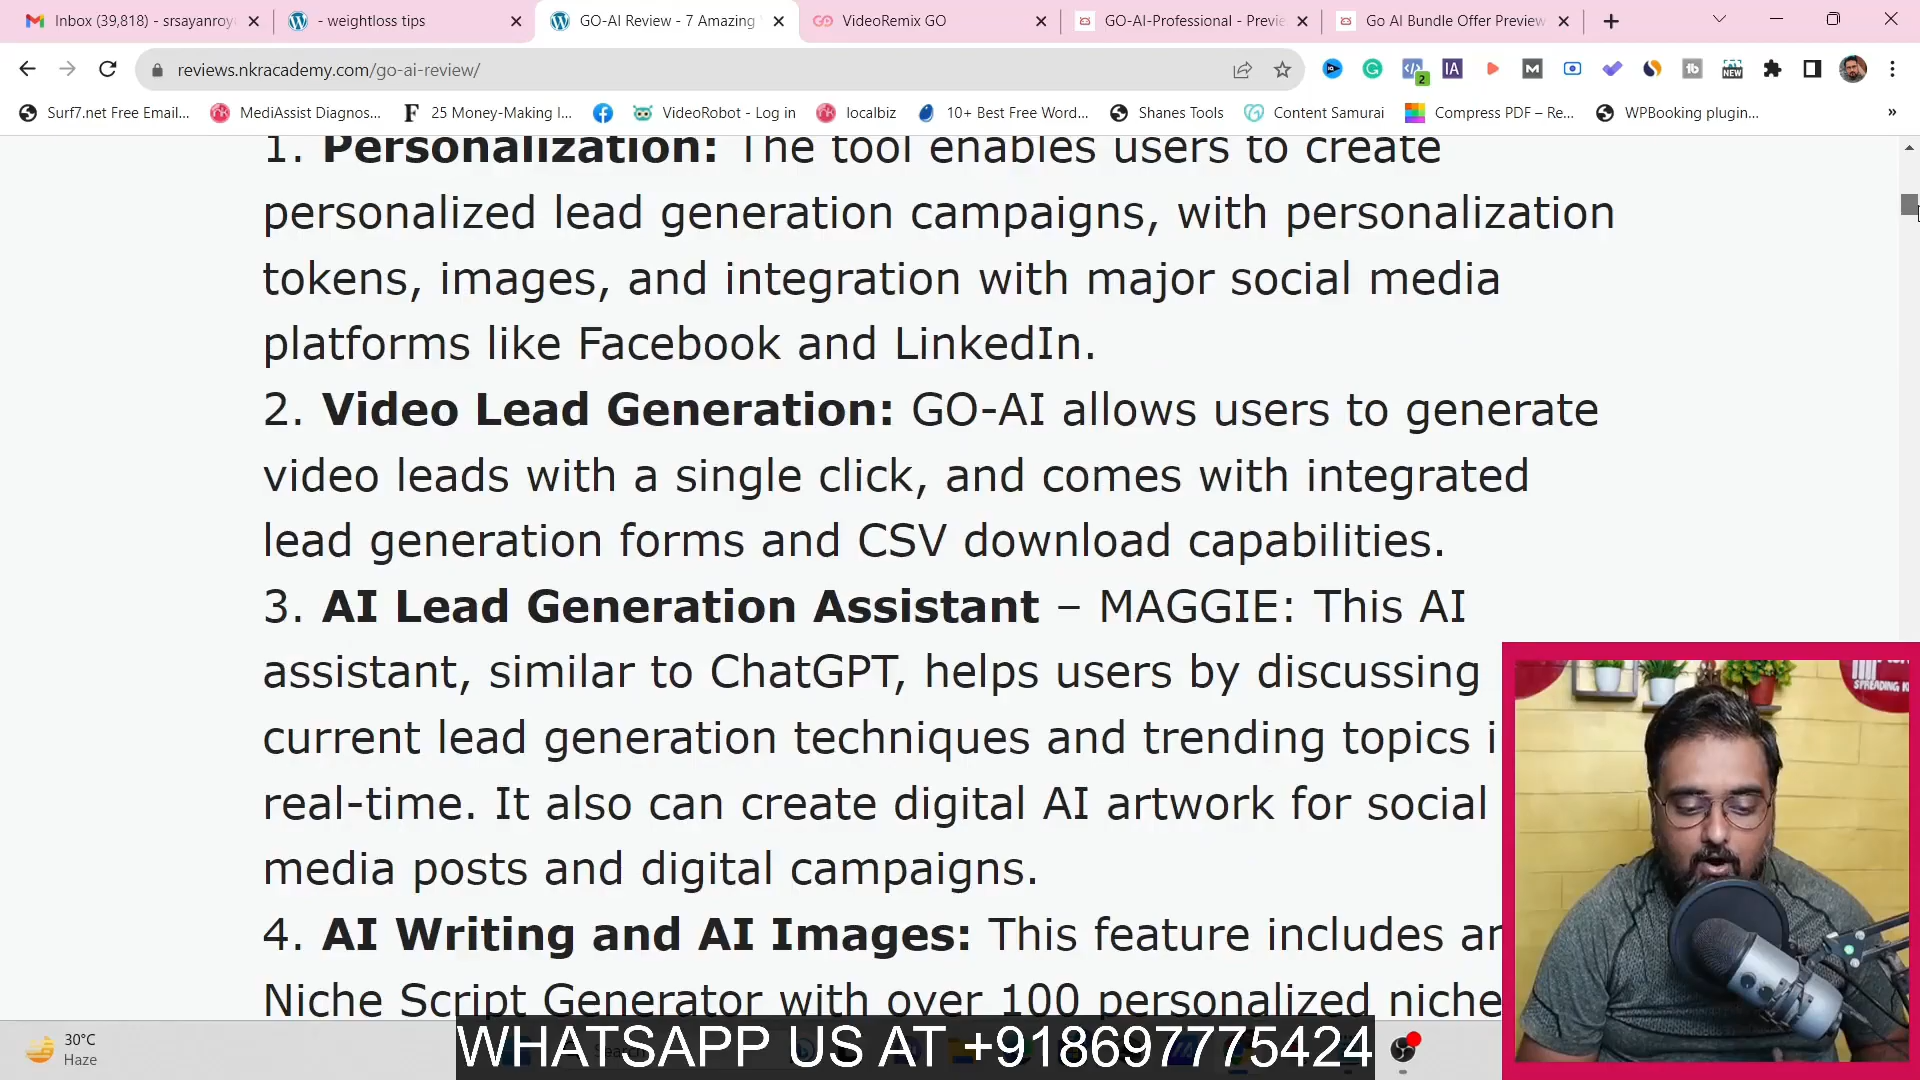 Inbox (39,818) - srsayanroy
- weightloss tips
GO-AI Review - 7 Amazing
VideoRemix GO
GO-AI-Professional - Previe
Go AI Bundle Offer Preview
reviews.nkracademy.com/go-ai-review/
2
IA
M
NEW
Surf7.net Free Email...
MediAssist Diagnos...
25 Money-Making I...
VideoRobot - Log in
localbiz
10+ Best Free Word...
Shanes Tools
Content Samurai
Compress PDF – Re...
WPBooking plugin...
»
1. Personalization: The tool enables users to create
personalized lead generation campaigns, with personalization
tokens, images, and integration with major social media
platforms like Facebook and LinkedIn.
2. Video Lead Generation: GO-AI allows users to generate
video leads with a single click, and comes with integrated
lead generation forms and CSV download capabilities.
3. AI Lead Generation Assistant – MAGGIE: This AI
assistant, similar to ChatGPT, helps users by discussing
current lead generation techniques and trending topics i
real-time. It also can create digital AI artwork for social
media posts and digital campaigns.
4. AI Writing and AI Images: This feature includes an
Niche Script Generator with over 100 personalized niche
SPREADING
30°C
Haze
WHATSAPP US AT +918697775424